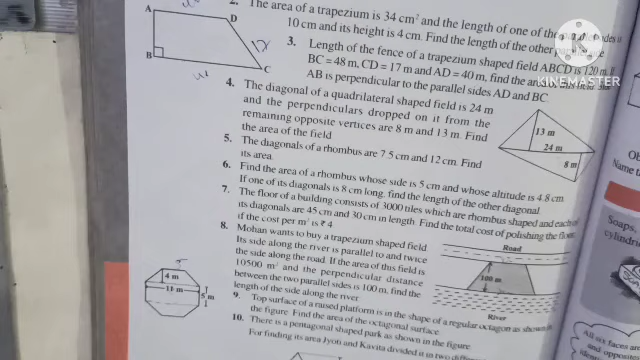 2. The area of a trapezium is 34 cm² and the length of one of the
10 cm and its height is 4 cm. Find the length of the other
3. Length of the fence of a trapezium shaped field ABCD is 120 m. If
BC = 48 m, CD = 17 m and AD = 40 m, find the area
AB is perpendicular to the parallel sides AD and BC.
4. The diagonal of a quadrilateral shaped field is 24 m
and the perpendiculars dropped on it from the
remaining opposite vertices are 8 m and 13 m. Find
the area of the field.
5. The diagonals of a rhombus are 7.5 cm and 12 cm. Find
its area.
6. Find the area of a rhombus whose side is 5 cm and whose altitude is 4.8 cm.
If one of its diagonals is 8 cm long, find the length of the other diagonal.
7. The floor of a building consists of 3000 tiles which are rhombus shaped and each of
its diagonals are 45 cm and 30 cm in length. Find the total cost of polishing the floor,
if the cost per m² is ₹ 4
8. Mohan wants to buy a trapezium shaped field.
Its side along the river is parallel to and twice
the side along the road. If the area of this field is
10500 m² and the perpendicular distance
between the two parallel sides is 100 m, find the
length of the side along the river.
9. Top surface of a raised platform is in the shape of a regular octagon as shown in
the figure. Find the area of the octagonal surface.
10. There is a pentagonal shaped park as shown in the figure.
For finding its area Jyoti and Kavita divided it in two
A
D
B
C
13 m
24 m
8 m
Road
100 m
River
4 m
11 m
5 m
KINEMASTER
Name
Soaps,
All six faces are